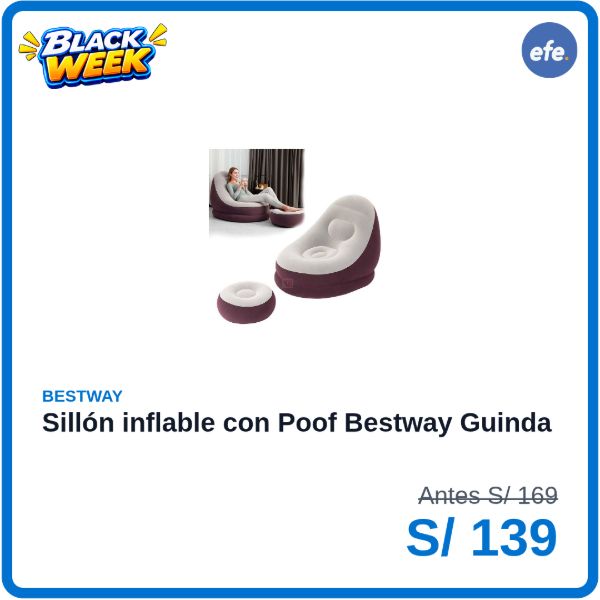 BLACK
WEEK
efe.
BESTWAY
Sillón inflable con Poof Bestway Guinda
Antes S/ 169
S/ 139